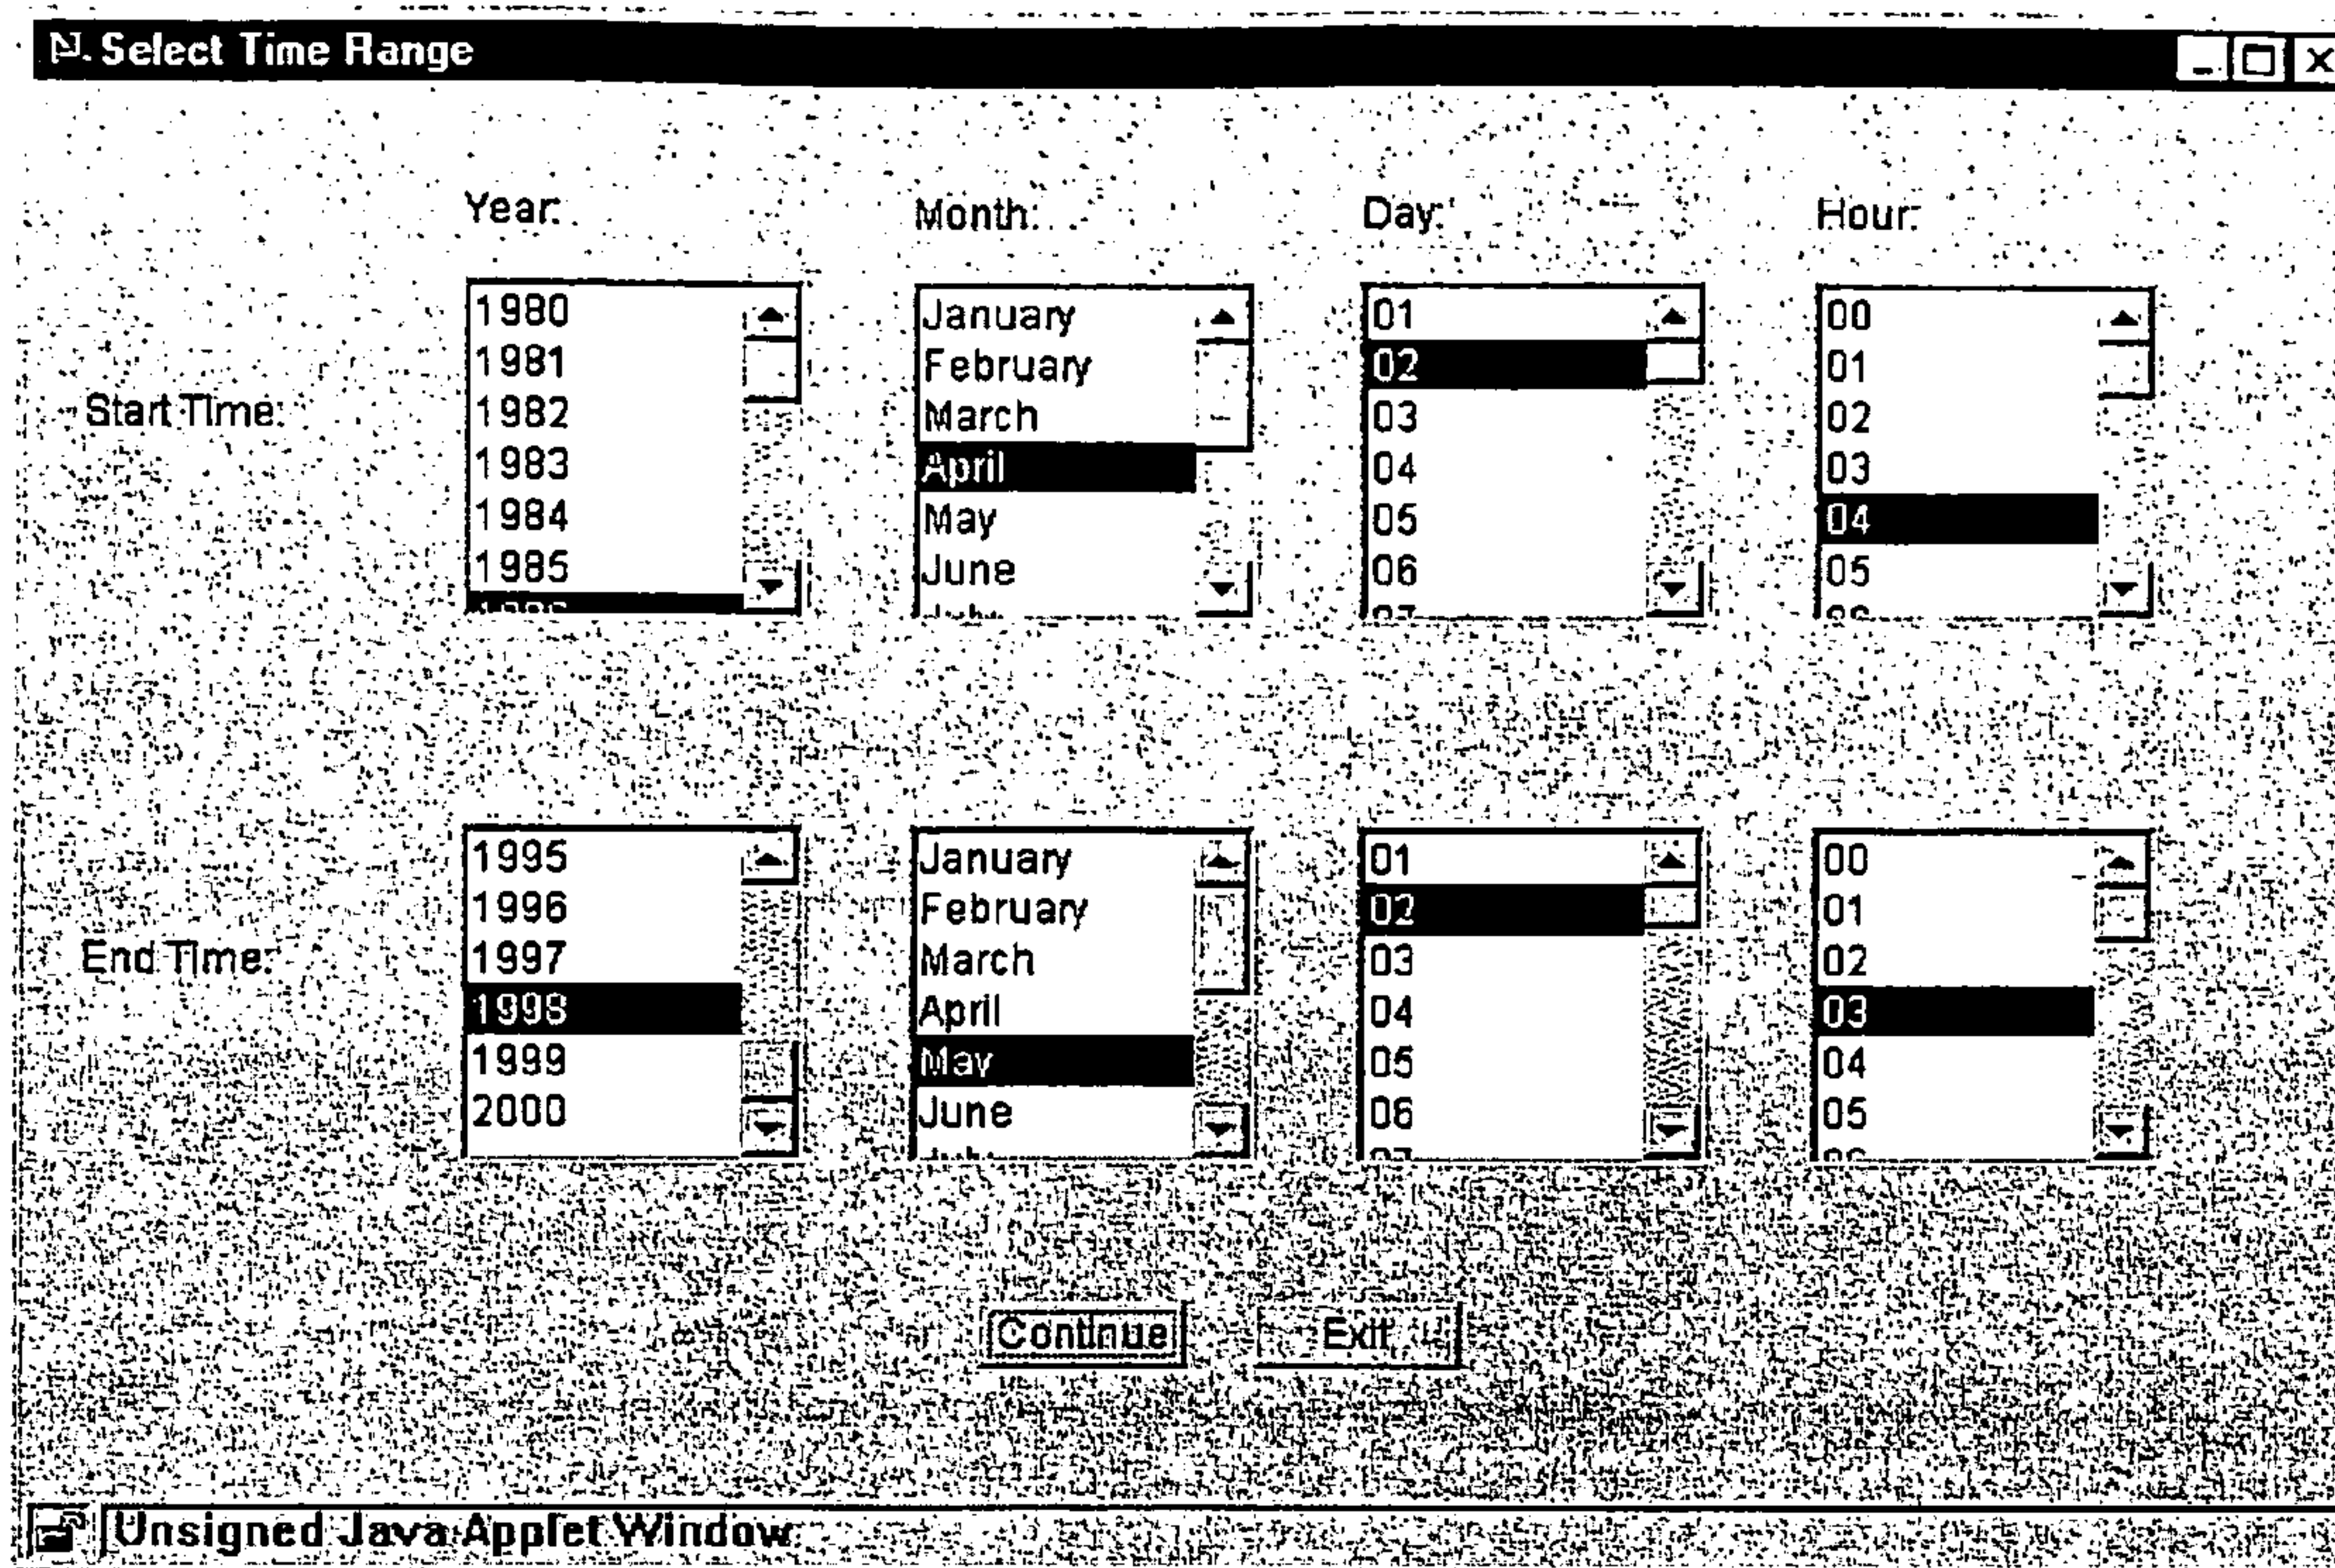 Select Time Range
Year: Month: Day: Hour:
Start Time:
1980
1981
1982
1983
1984
1985
January
February
March
April
May
June
01
02
03
04
05
06
00
01
02
03
04
05
End Time:
1995
1996
1997
1998
1999
2000
January
February
March
April
May
June
01
02
03
04
05
06
00
01
02
03
04
05
Continue Exit
Unsigned Java Applet Window